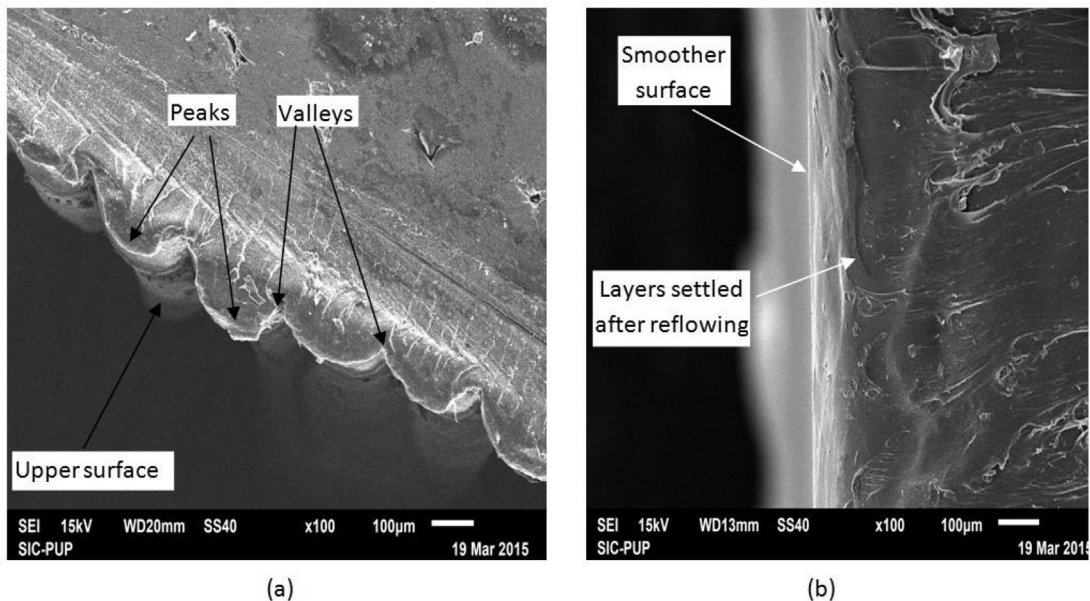 Peaks
Valleys
Upper surface
SEI 15kV WD20mm SS40 x100 100μm
SIC-PUP 19 Mar 2015
(a)
Smoother
surface
Layers settled
after reflowing
SEI 15kV WD13mm SS40 x100 100μm
SIC-PUP 19 Mar 2015
(b)